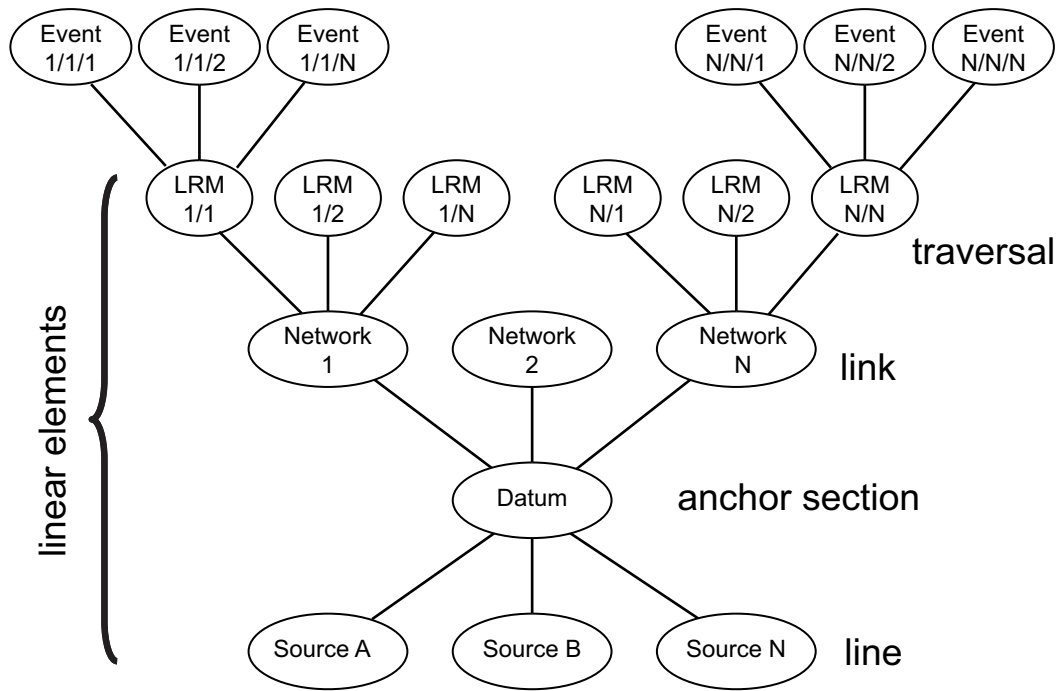 Event
1/1/1
Event
1/1/2
Event
1/1/N
Event
N/N/1
Event
N/N/2
Event
N/N/N
LRM
1/1
LRM
1/2
LRM
1/N
LRM
N/1
LRM
N/2
LRM
N/N
traversal
linear elements
Network
1
Network
2
Network
N
link
Datum
anchor section
Source A
Source B
Source N
line